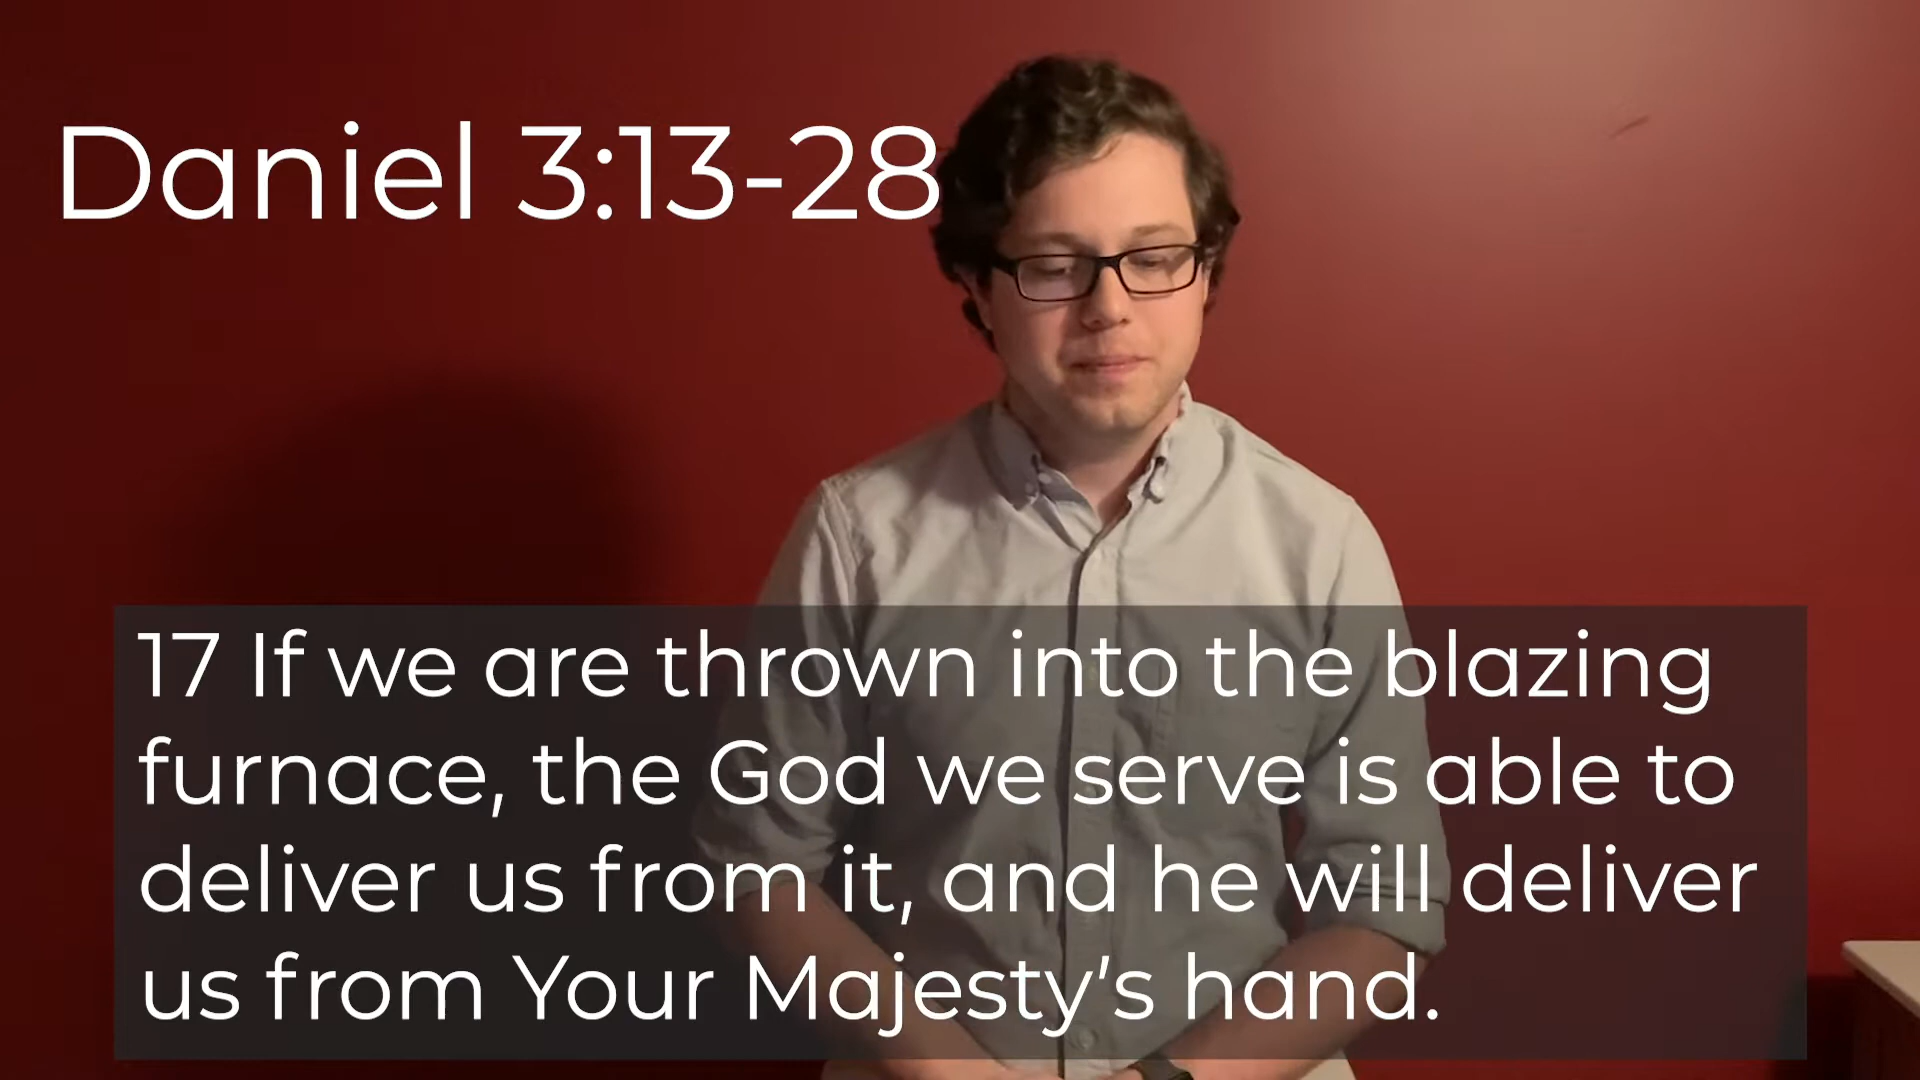 Daniel 3:13-28
17 If we are thrown into the blazing
furnace, the God we serve is able to
deliver us from it, and he will deliver
us from Your Majesty's hand.